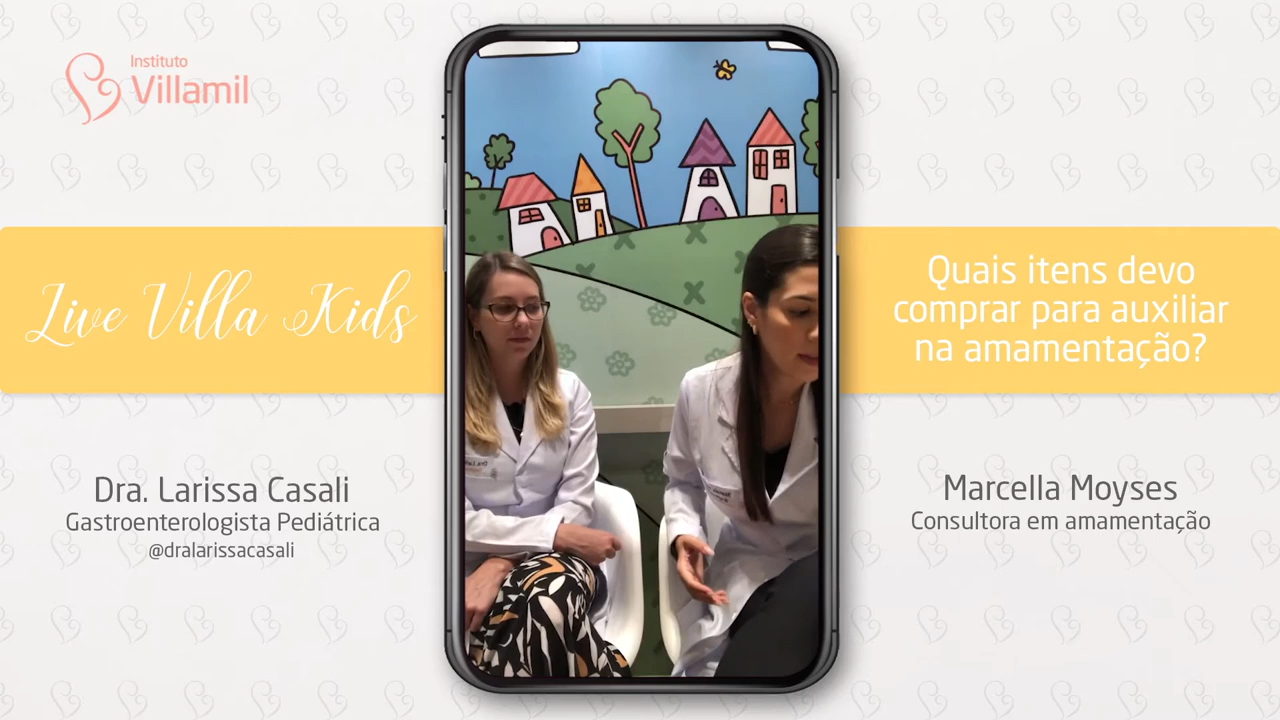 Instituto
Villamil
Live Villa Kids
Quais itens devo
comprar para auxiliar
na amamentação?
Dra. Larissa Casali
Gastroenterologista Pediátrica
@dralarissacasali
Marcella Moyses
Consultora em amamentação